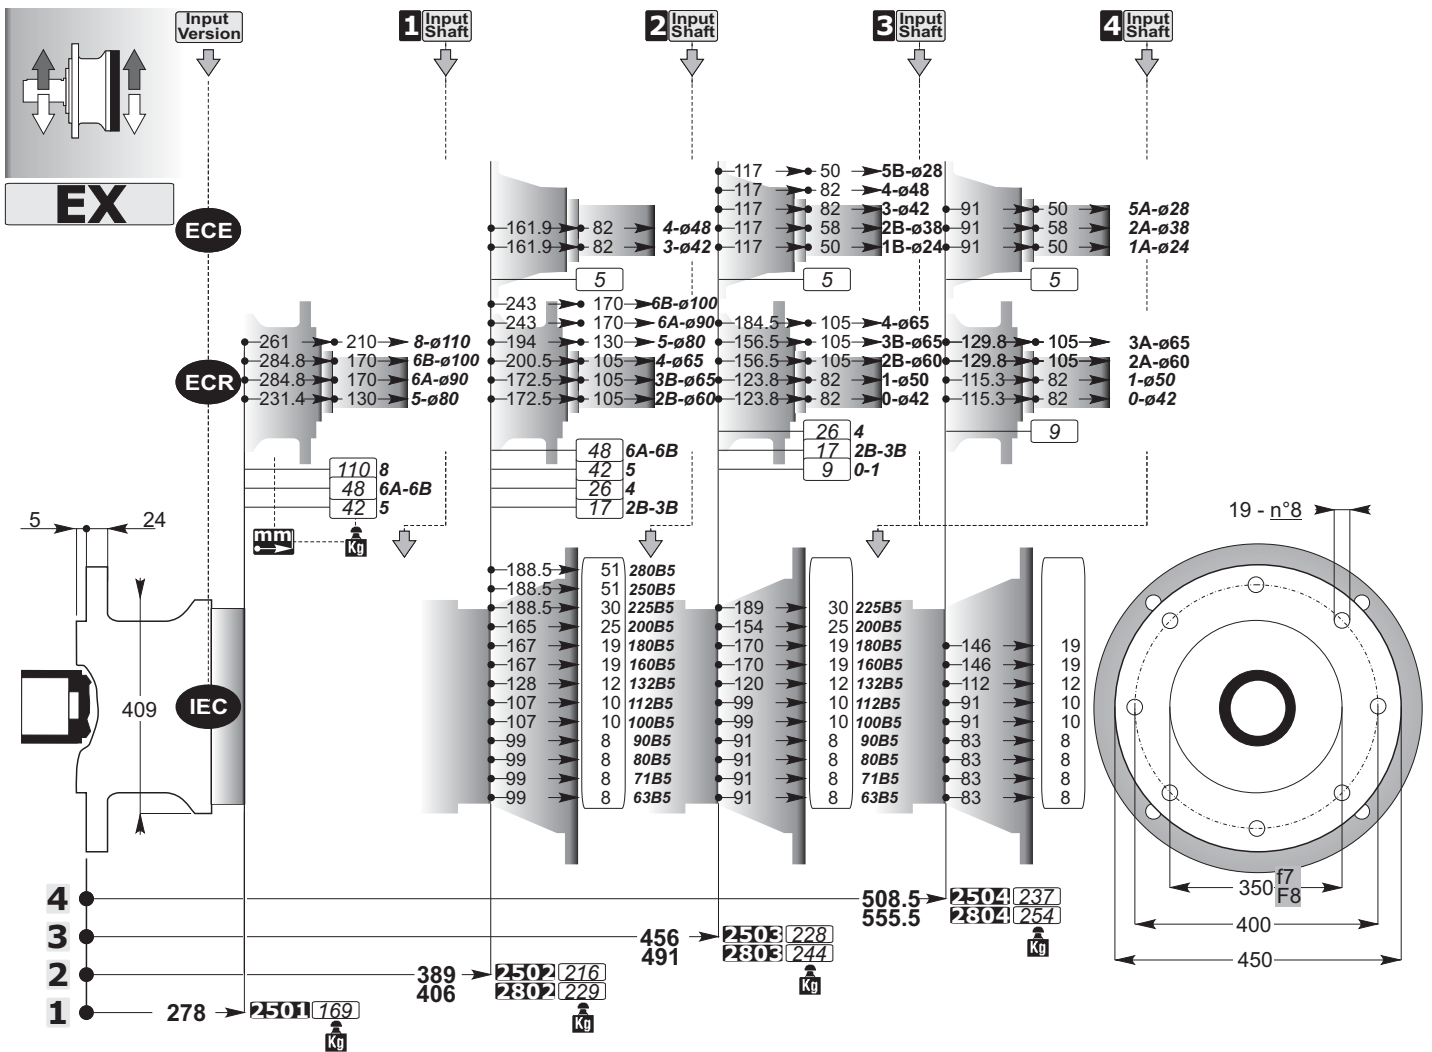 Input Version
1 Input Shaft
2 Input Shaft
3 Input Shaft
4 Input Shaft
EX
ECE
161.9 82 4-ø48
161.9 82 3-ø42
5
117 50 5B-ø28
117 82 4-ø48
117 82 3-ø42
117 58 2B-ø38
117 50 1B-ø24
5
91 50 5A-ø28
91 58 2A-ø38
91 50 1A-ø24
5
ECR
261 210 8-ø110
284.8 170 6B-ø100
284.8 170 6A-ø90
231.4 130 5-ø80
110 8
48 6A-6B
42 5
mm
Kg
243 170 6B-ø100
243 170 6A-ø90
194 130 5-ø80
200.5 105 4-ø65
172.5 105 3B-ø65
172.5 105 2B-ø60
48 6A-6B
42 5
26 4
17 2B-3B
184.5 105 4-ø65
156.5 105 3B-ø65
156.5 105 2B-ø60
123.8 82 1-ø50
123.8 82 0-ø42
26 4
17 2B-3B
9 0-1
129.8 105 3A-ø65
129.8 105 2A-ø60
115.3 82 1-ø50
115.3 82 0-ø42
9
5 24
409
IEC
188.5 51 280B5
188.5 51 250B5
188.5 30 225B5
165 25 200B5
167 19 180B5
167 19 160B5
128 12 132B5
107 10 112B5
107 10 100B5
99 8 90B5
99 8 80B5
99 8 71B5
99 8 63B5
189 30 225B5
154 25 200B5
170 19 180B5
170 19 160B5
120 12 132B5
99 10 112B5
99 10 100B5
91 8 90B5
91 8 80B5
91 8 71B5
91 8 63B5
146 19
146 19
112 12
91 10
91 10
83 8
83 8
83 8
83 8
19 - n°8
350 f7 F8
400
450
4
508.5 2504 237
555.5 2804 254
Kg
3
456 2503 228
491 2803 244
Kg
2
389 2502 216
406 2802 229
Kg
1
278 2501 169
Kg